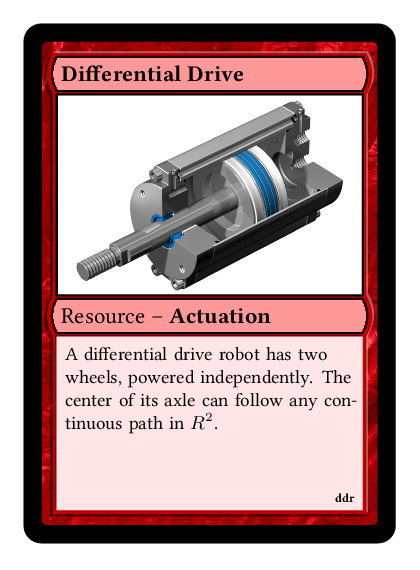 Differential Drive
Resource – Actuation
A differential drive robot has two
wheels, powered independently. The
center of its axle can follow any con-
tinuous path in R².
ddr